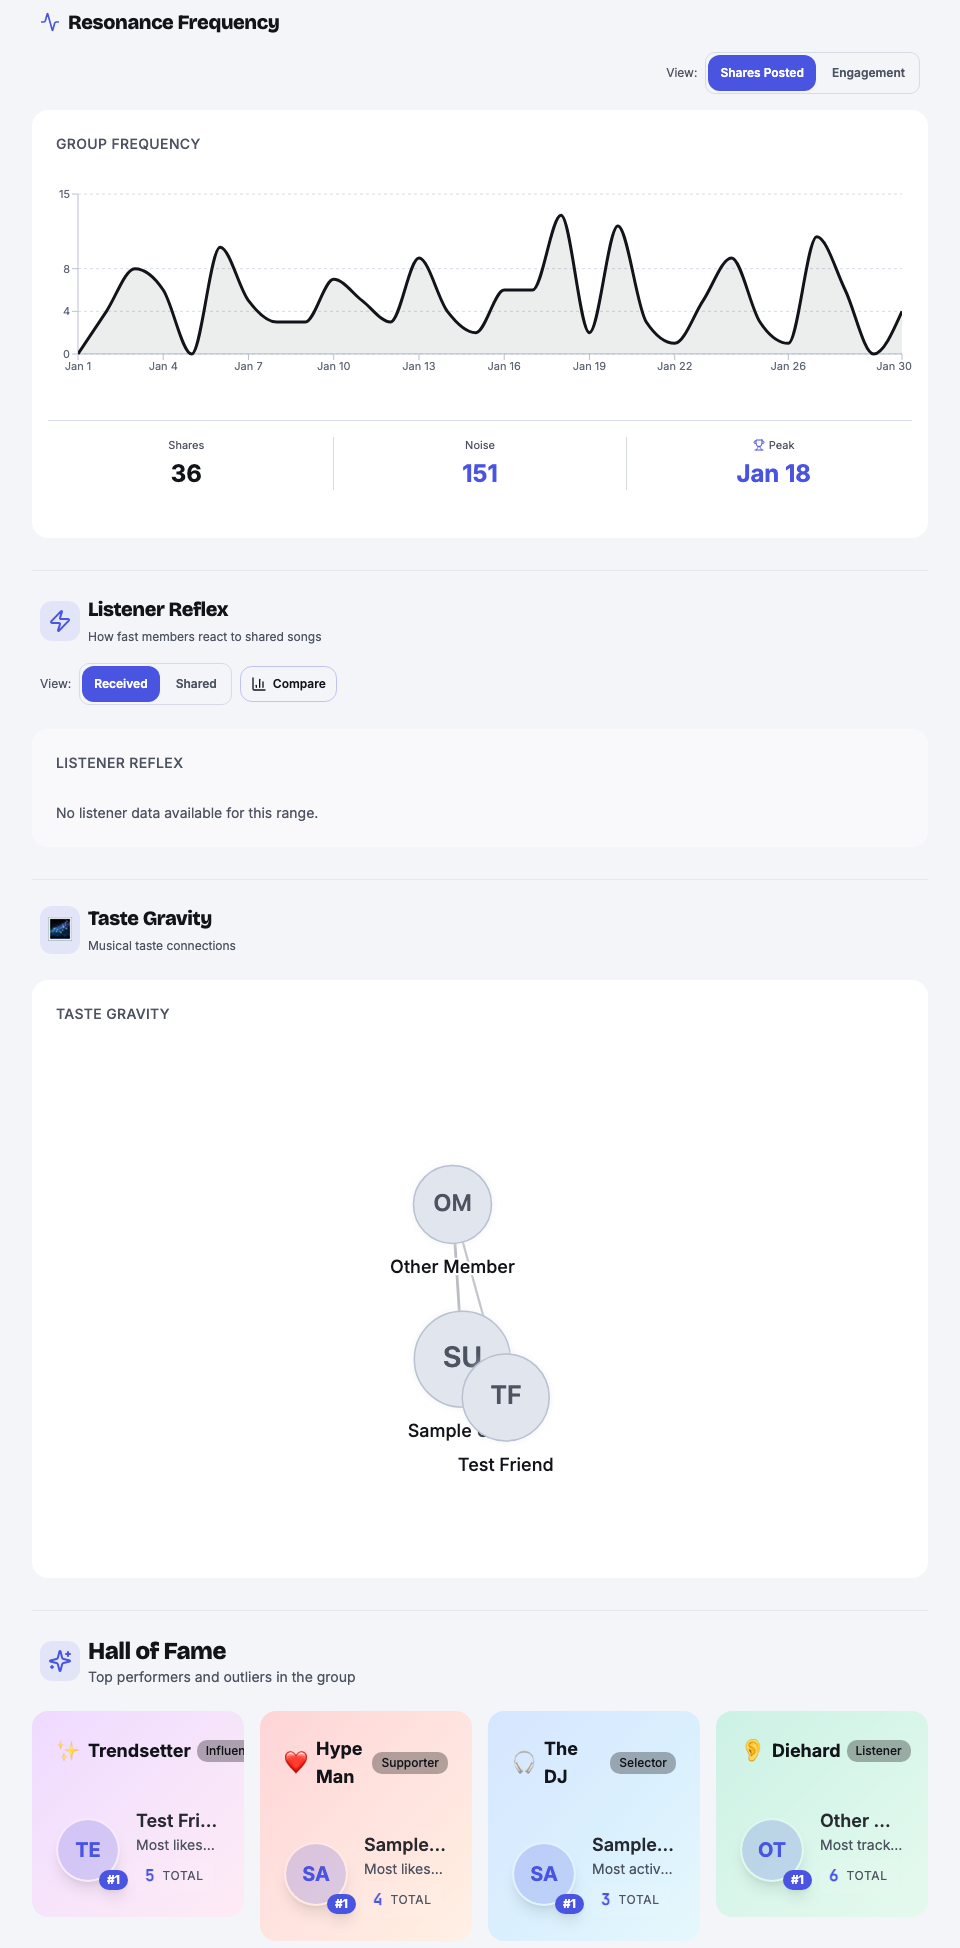 Resonance Frequency
View: Shares Posted Engagement
GROUP FREQUENCY
15
8
4
0
Jan 1 Jan 4 Jan 7 Jan 10 Jan 13 Jan 16 Jan 19 Jan 22 Jan 26 Jan 30
Shares Noise Peak
36 151 Jan 18
Listener Reflex
How fast members react to shared songs
View: Received Shared Compare
LISTENER REFLEX
No listener data available for this range.
Taste Gravity
Musical taste connections
TASTE GRAVITY
OM
Other Member
SU
TF
Sample
Test Friend
Hall of Fame
Top performers and outliers in the group
Trendsetter Influen
TE
#1
Test Fri...
Most likes...
5 TOTAL
Hype
Man
Supporter
SA
#1
Sample...
Most likes...
4 TOTAL
The
DJ
Selector
SA
#1
Sample...
Most activ...
3 TOTAL
Diehard Listener
OT
#1
Other ...
Most track...
6 TOTAL